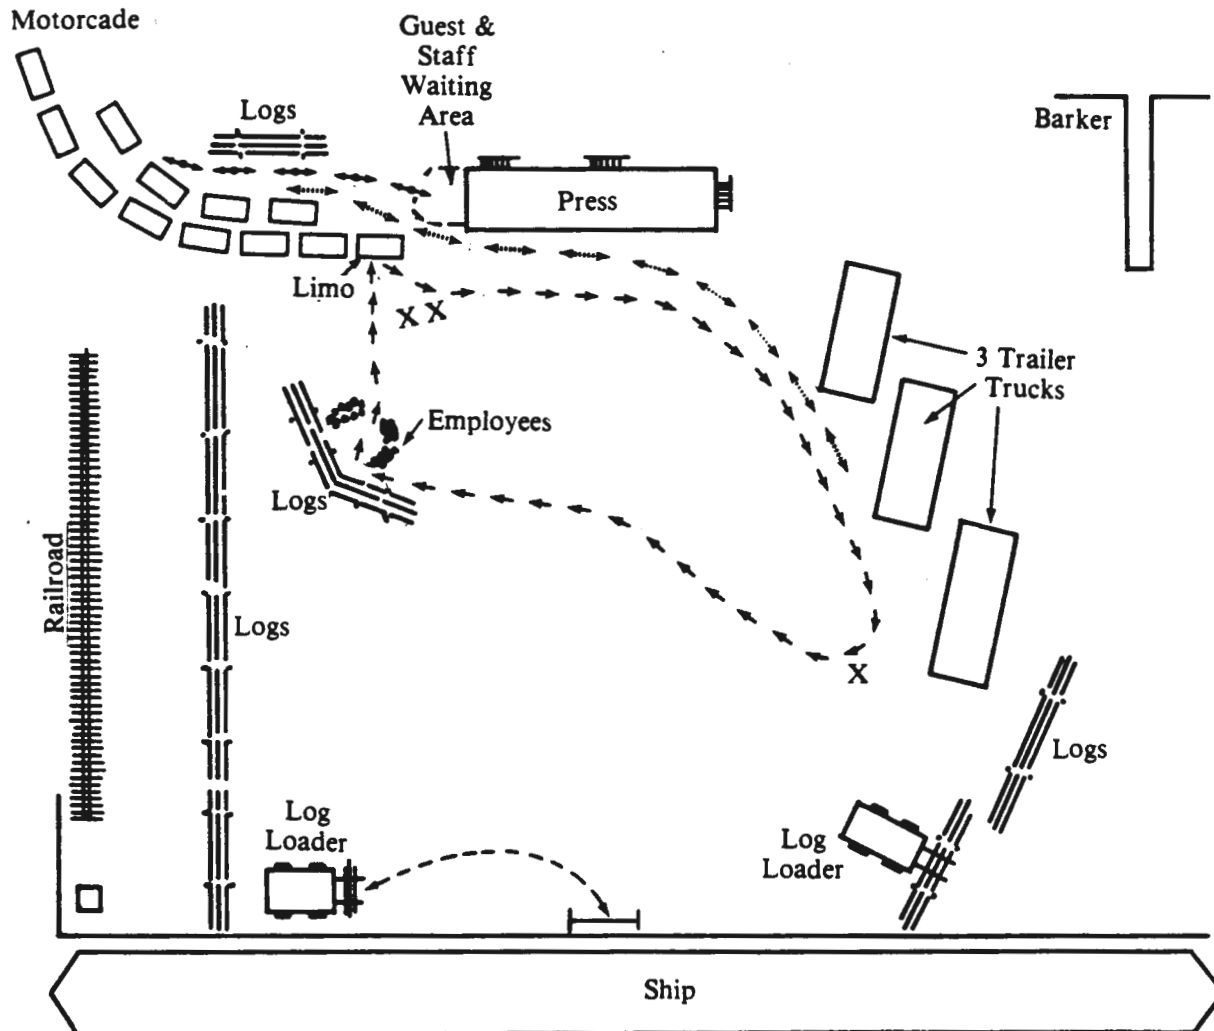 Motorcade
Guest &
Staff
Waiting
Area
Logs
Barker
Press
Limo
3 Trailer
Trucks
Employees
Logs
Railroad
Logs
Logs
Log
Loader
Log
Loader
Ship
X X
X